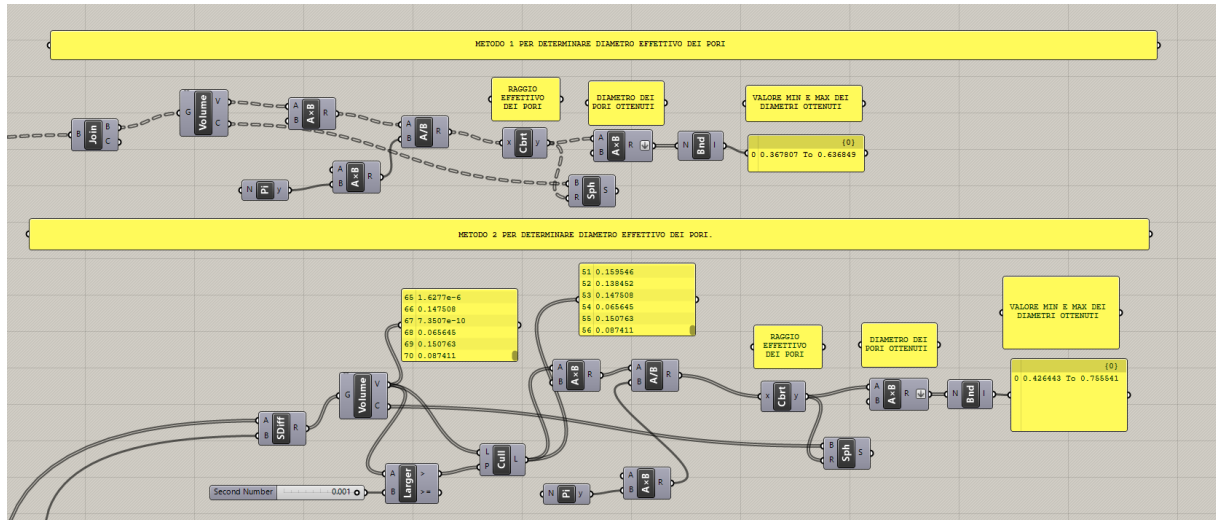 METODO 1 PER DETERMINARE DIAMETRO EFFETTIVO DEI PORI
RAGGIO
EFFETTIVO
DEI PORI
DIAMETRO DEI
PORI OTTENUTI
VALORE MIN E MAX DEI
DIAMETRI OTTENUTI
B Join B C
G Volume V C
A B A×B R
A B A/B R
x Cbrt y
A B A×B R
N Bnd I
{0}
0 0.367807 To 0.636849
N Pi y
A B A×B R
B R Sph S
METODO 2 PER DETERMINARE DIAMETRO EFFETTIVO DEI PORI.
65 1.6277e-6
66 0.147508
67 7.3507e-10
68 0.065645
69 0.150763
70 0.087411
51 0.159546
52 0.138452
53 0.147508
54 0.065645
55 0.150763
56 0.087411
RAGGIO
EFFETTIVO
DEI PORI
DIAMETRO DEI
PORI OTTENUTI
VALORE MIN E MAX DEI
DIAMETRI OTTENUTI
{0}
0 0.426443 To 0.755541
A B SDiff R
G Volume V C
A B A×B R
A B A/B R
x Cbrt y
A B A×B R
N Bnd I
L P Cull L
B R Sph S
Second Number 0.001
A B Larger > >=
N Pi y
A B A×B R